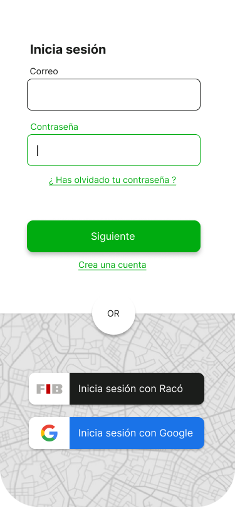 Inicia sesión
Correo
Contraseña
¿ Has olvidado tu contraseña ?
Siguiente
Crea una cuenta
OR
FIB Inicia sesión con Racó
G Inicia sesión con Google